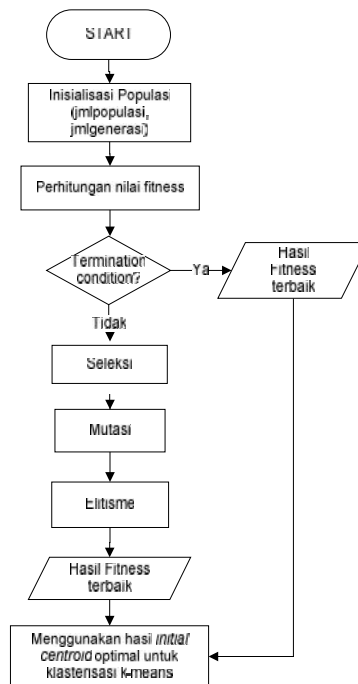 START
Inisialisasi Populasi
(jmlpopulasi,
jmlgenerasi)
Perhitungan nilai fitness
Termination
condition?
Ya
Hasil
Fitness
terbaik
Tidak
Seleksi
Mutasi
Elitisme
Hasil Fitness
terbaik
Menggunakan hasil initial
centroid optimal untuk
klasterisasi k-means